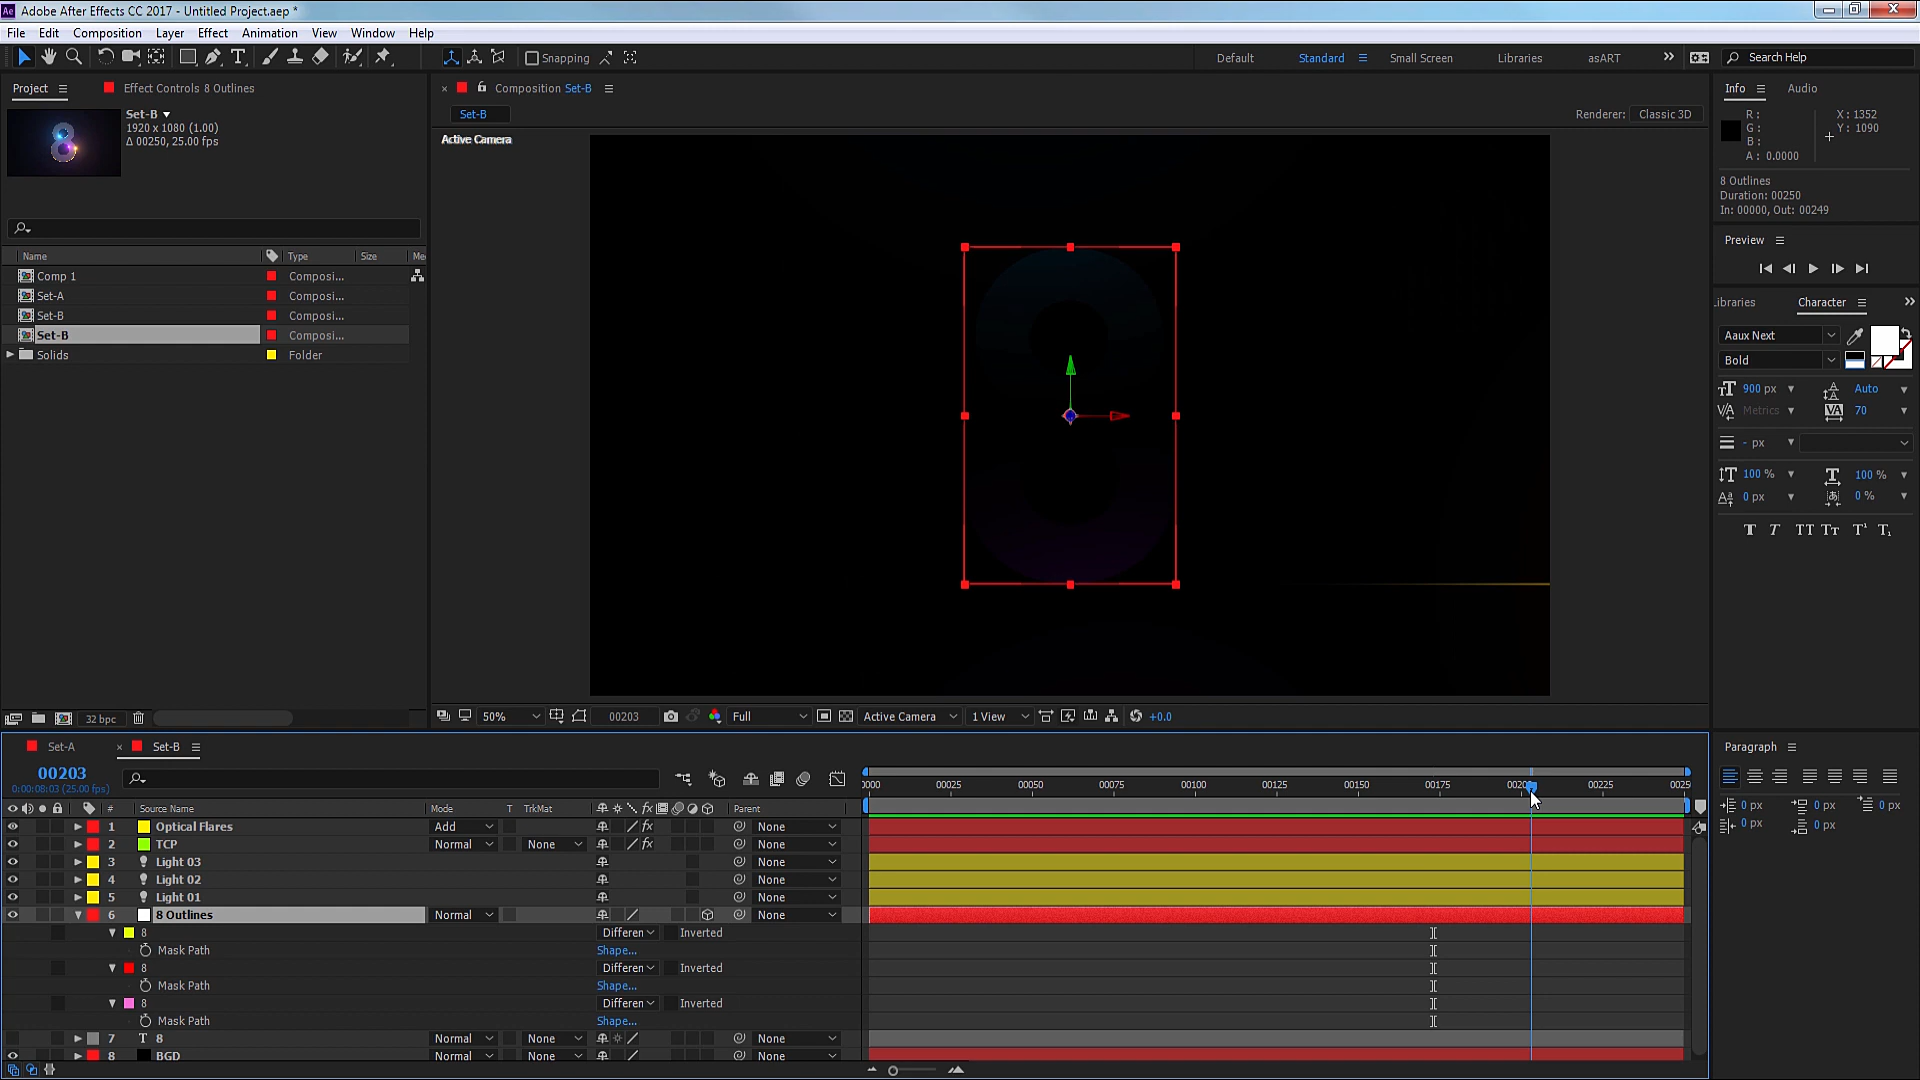 Adobe After Effects CC 2017 - Untitled Project.aep *
File Edit Composition Layer Effect Animation View Window Help
Snapping
Default Standard Small Screen Libraries asART Search Help
Project Effect Controls 8 Outlines
Composition Set-B
Info Audio
Set-B
1920 x 1080 (1.00)
Δ 00250, 25.00 fps
Set-B
Renderer: Classic 3D
Active Camera
R :
G :
B :
A : 0.0000
X : 1352
Y : 1090
8 Outlines
Duration: 00250
In: 00000, Out: 00249
Preview
Name Type Size Me
Comp 1 Composi...
Set-A Composi...
Set-B Composi...
Set-B Composi...
Solids Folder
ibraries Character
Aaux Next
Bold
900 px Auto
Metrics 70
- px
100 % 100 %
0 px 0 %
T T TT Tт T¹ T₁
32 bpc
50% 00203 Full Active Camera 1 View +0.0
Set-A Set-B
Paragraph
00203
0:00:08:03 (25.00 fps)
0000 00025 00050 00075 00100 00125 00150 00175 00200 00225 0025
# Source Name Mode T TrkMat Parent
1 Optical Flares Add None
2 TCP Normal None None
3 Light 03 None
4 Light 02 None
5 Light 01 None
6 8 Outlines Normal None
8 Differen Inverted
Mask Path Shape...
8 Differen Inverted
Mask Path Shape...
8 Differen Inverted
Mask Path Shape...
7 T 8 Normal None None
8 BGD Normal None None
0 px 0 px 0 px
0 px 0 px